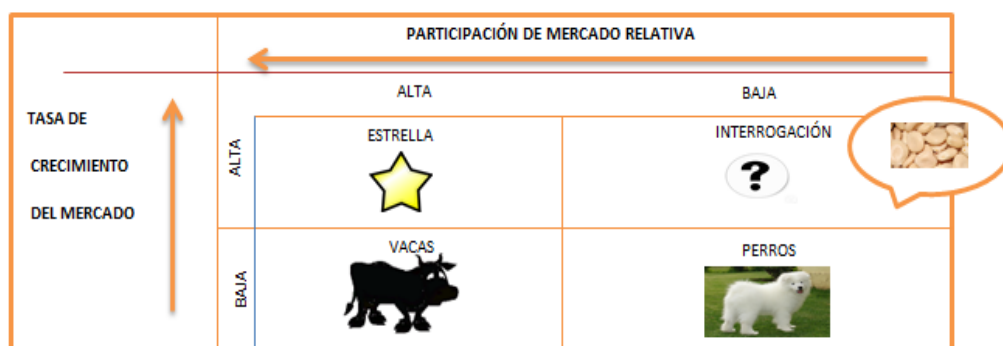 PARTICIPACIÓN DE MERCADO RELATIVA
ALTA
BAJA
TASA DE
CRECIMIENTO
DEL MERCADO
ALTA
ESTRELLA
INTERROGACIÓN
?
BAJA
VACAS
PERROS